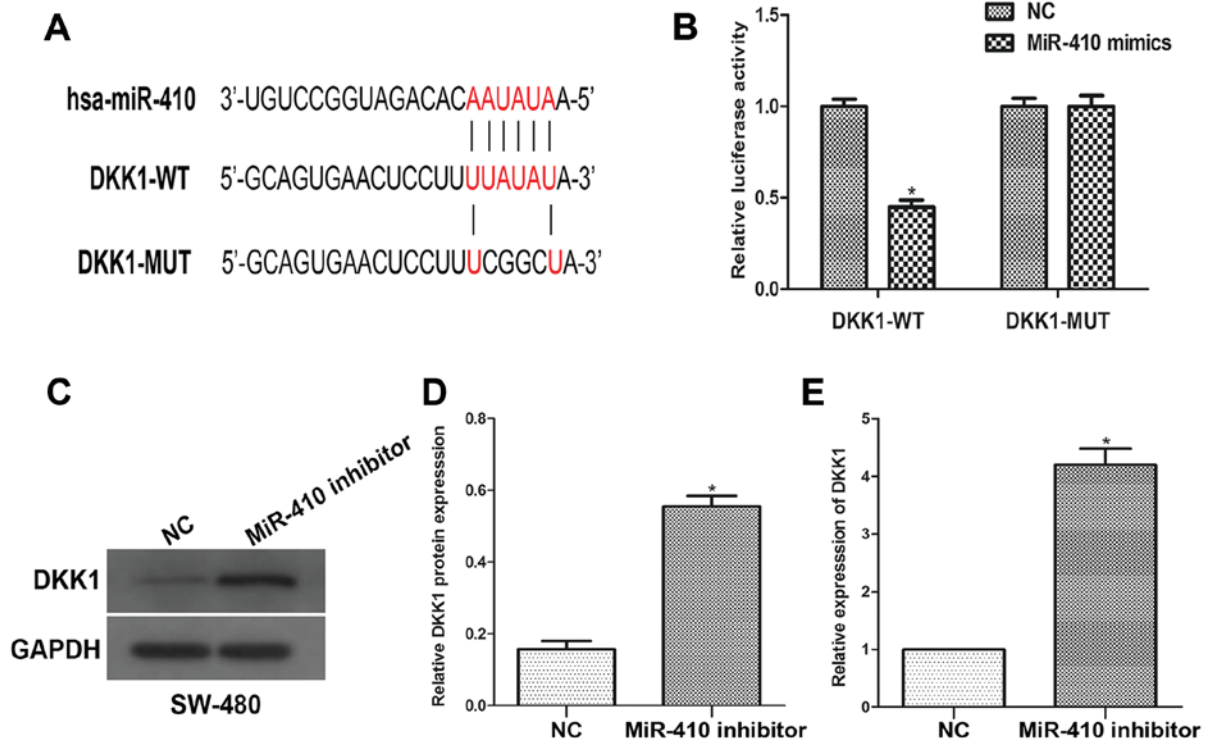 A
hsa-miR-410 3’-UGUCCGGUAGACACAAUAUAA-5’
DKK1-WT 5’-GCAGUGAACUCCUUUUAUAUA-3’
DKK1-MUT 5’-GCAGUGAACUCCUUUCGGCUA-3’
B
NC
MiR-410 mimics
Relative luciferase activity
1.5
1.0
0.5
0.0
*
DKK1-WT DKK1-MUT
C
NC MiR-410 inhibitor
DKK1
GAPDH
SW-480
D
Relative DKK1 protein expresssion
0.8
0.6
0.4
0.2
0.0
*
NC MiR-410 inhibitor
E
Relative expresssion of DKK1
5
4
3
2
1
0
*
NC MiR-410 inhibitor